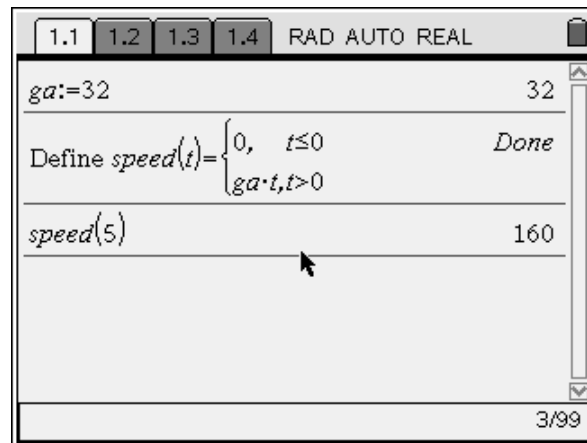 1.1 1.2 1.3 1.4 RAD AUTO REAL
ga:=32 32
Define speed(t)={0, t≤0 Done
ga·t,t>0
speed(5) 160
3/99